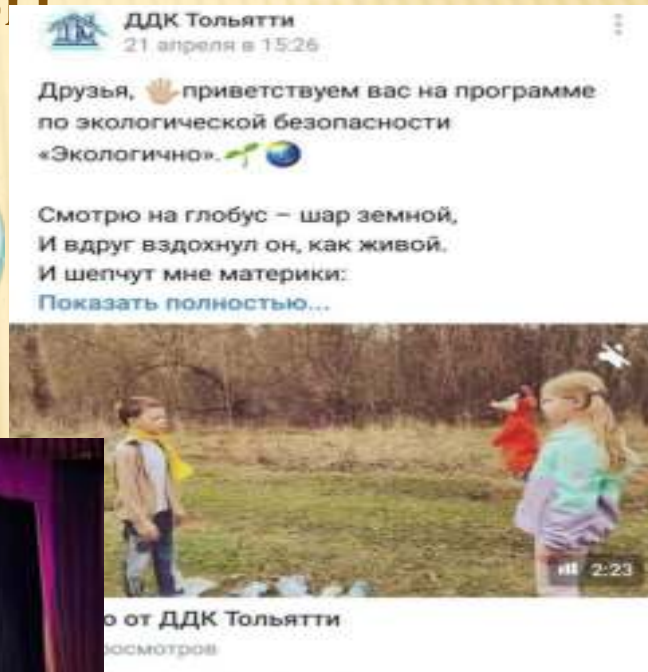 ДДК Тольятти
21 апреля в 15:26
Друзья, 🖐приветствуем вас на программе
по экологической безопасности
«Экологично». 🌱🌏
Смотрю на глобус – шар земной,
И вдруг вздохнул он, как живой.
И шепчут мне материки:
Показать полностью...
2:23
о от ДДК Тольятти